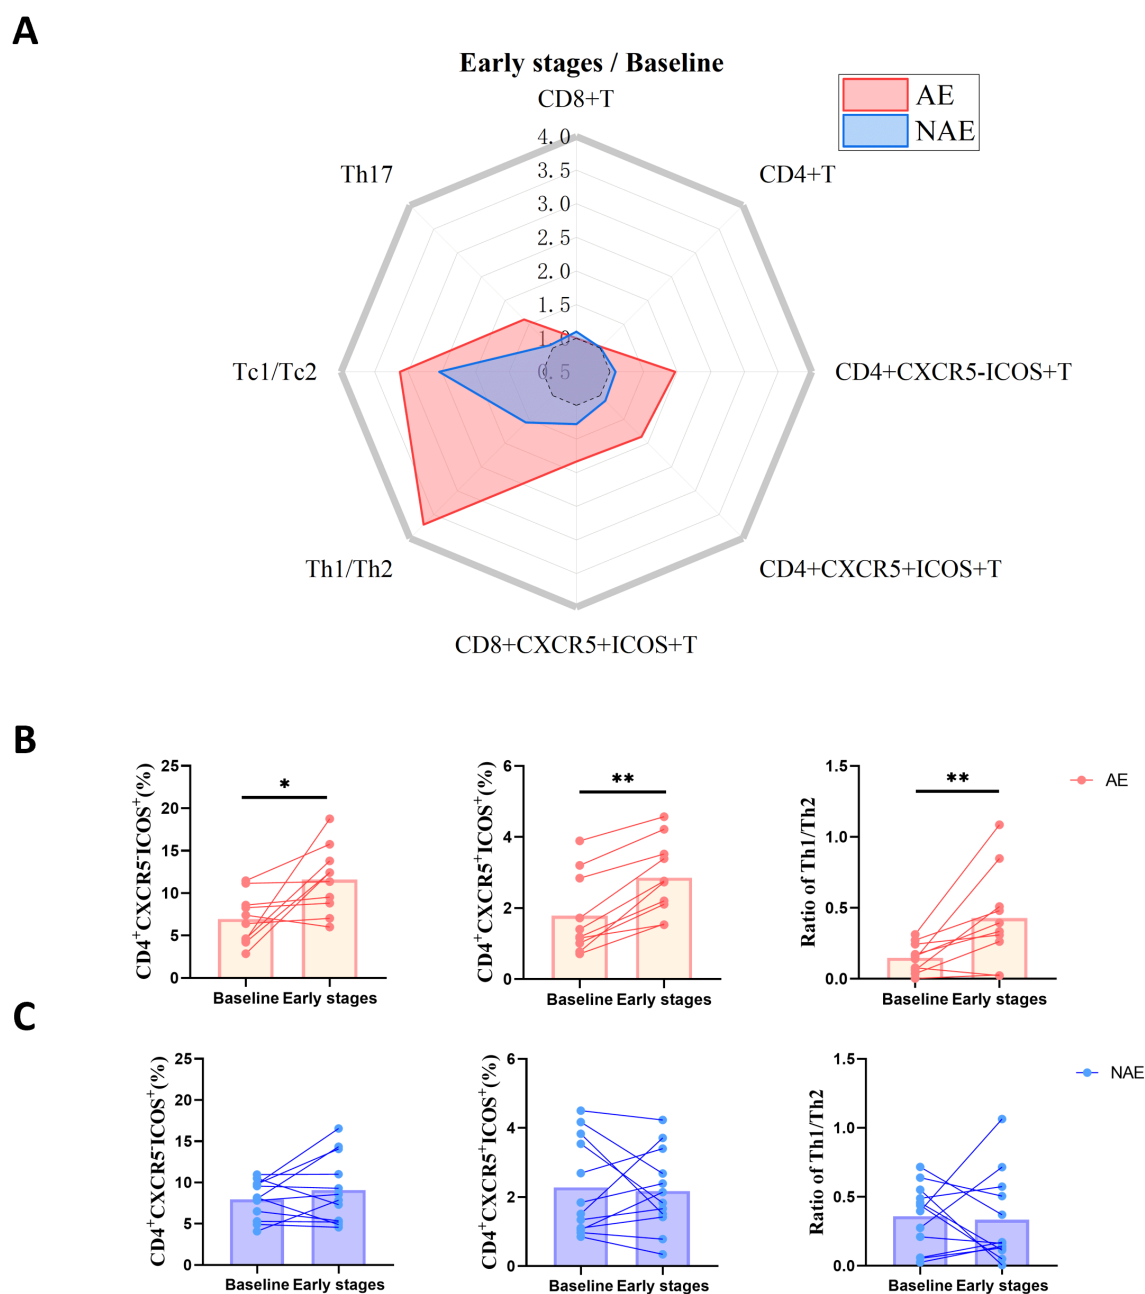 A
Early stages / Baseline
AE
NAE
CD8+T
4.0
3.5
3.0
2.5
2.0
1.5
1.0
0.5
Th17
CD4+T
Tc1/Tc2
CD4+CXCR5-ICOS+T
Th1/Th2
CD4+CXCR5+ICOS+T
CD8+CXCR5+ICOS+T
B
CD4⁺CXCR5⁻ICOS⁺(%)
25
20
15
10
5
0
*
Baseline Early stages
CD4⁺CXCR5⁺ICOS⁺(%)
6
4
2
0
**
Baseline Early stages
Ratio of Th1/Th2
1.5
1.0
0.5
0.0
**
Baseline Early stages
AE
C
CD4⁺CXCR5⁻ICOS⁺(%)
25
20
15
10
5
0
Baseline Early stages
CD4⁺CXCR5⁺ICOS⁺(%)
6
4
2
0
Baseline Early stages
Ratio of Th1/Th2
1.5
1.0
0.5
0.0
Baseline Early stages
NAE